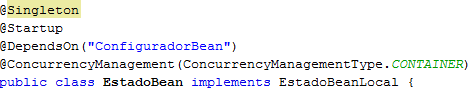 @Singleton
@Startup
@DependsOn("ConfiguradorBean")
@ConcurrencyManagement(ConcurrencyManagementType.CONTAINER)
public class EstadoBean implements EstadoBeanLocal {